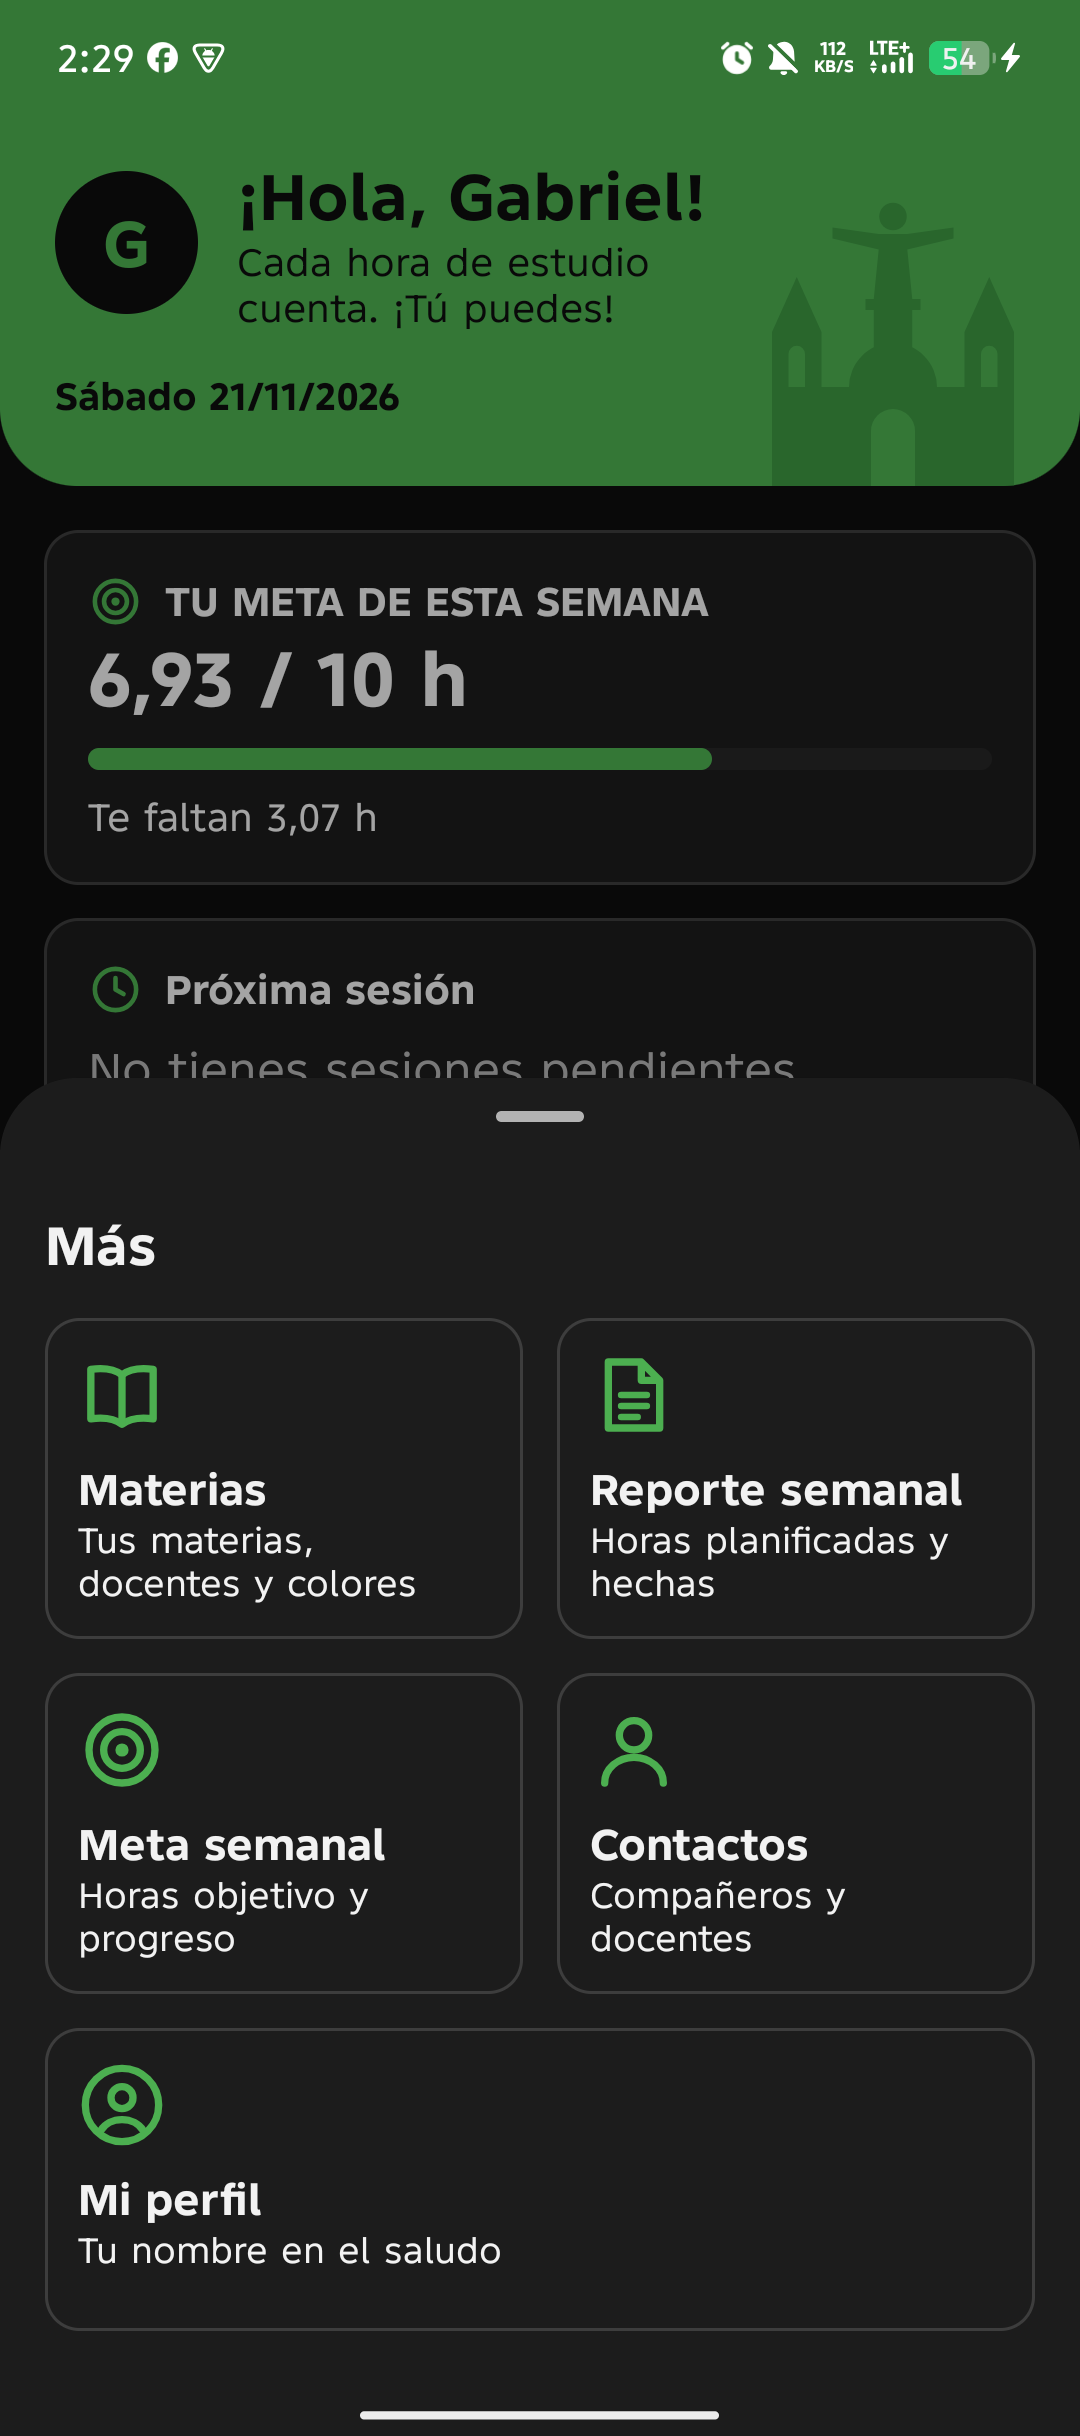 2:29
112
KB/S
LTE+
54
G
¡Hola, Gabriel!
Cada hora de estudio
cuenta. ¡Tú puedes!
Sábado 21/11/2026
TU META DE ESTA SEMANA
6,93 / 10 h
Te faltan 3,07 h
Próxima sesión
No tienes sesiones pendientes
Más
Materias
Tus materias,
docentes y colores
Reporte semanal
Horas planificadas y
hechas
Meta semanal
Horas objetivo y
progreso
Contactos
Compañeros y
docentes
Mi perfil
Tu nombre en el saludo